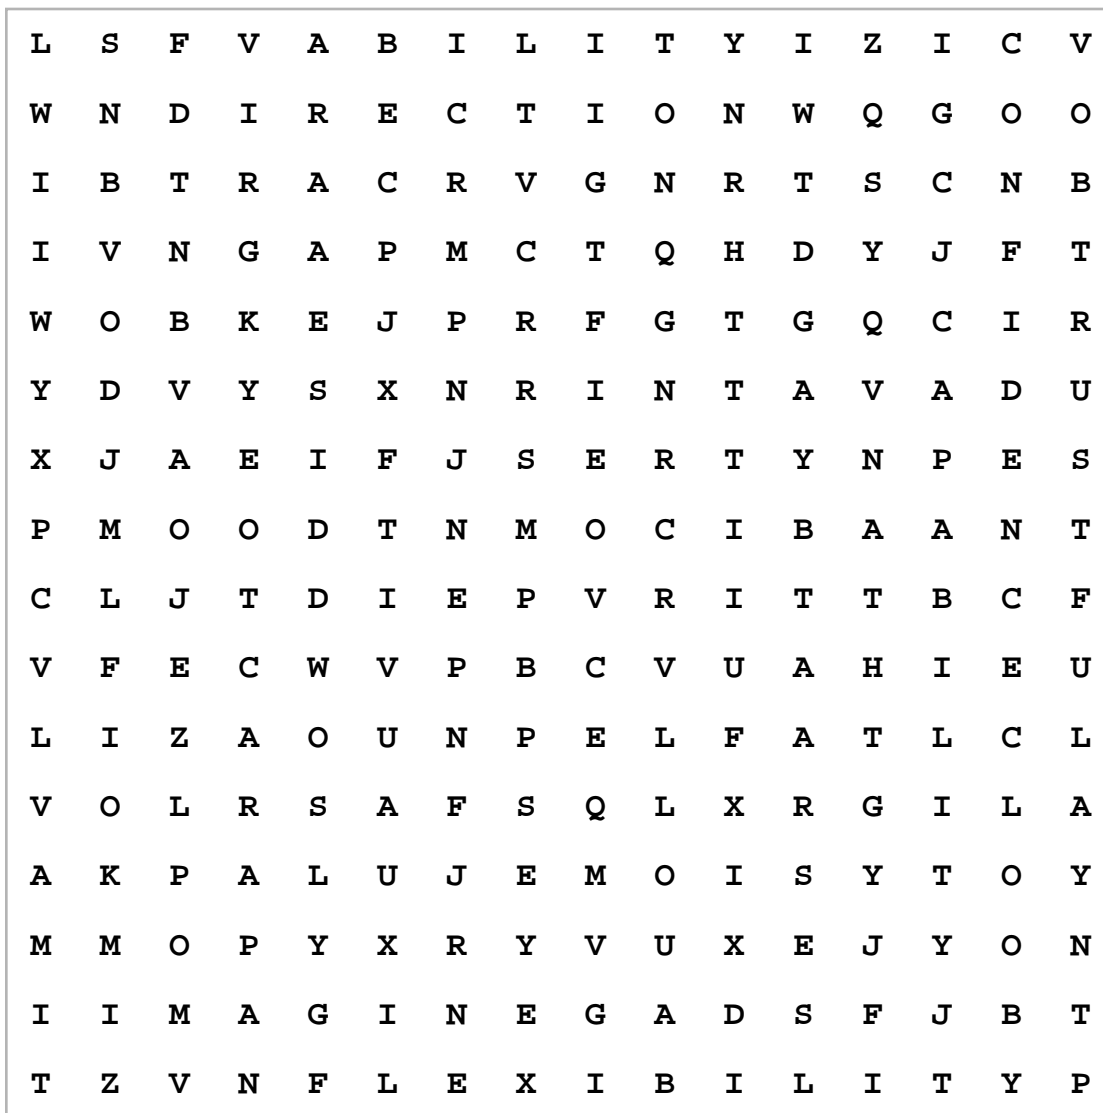 L S F V A B I L I T Y I Z I C V
W N D I R E C T I O N W Q G O O
I B T R A C R V G N R T S C N B
I V N G A P M C T Q H D Y J F T
W O B K E J P R F G T G Q C I R
Y D V Y S X N R I N T A V A D U
X J A E I F J S E R T Y N P E S
P M O O D T N M O C I B A A N T
C L J T D I E P V R I T T B C F
V F E C W V P B C V U A H I E U
L I Z A O U N P E L F A T L C L
V O L R S A F S Q L X R G I L A
A K P A L U J E M O I S Y T O Y
M M O P Y X R Y V U X E J Y O N
I I M A G I N E G A D S F J B T
T Z V N F L E X I B I L I T Y P